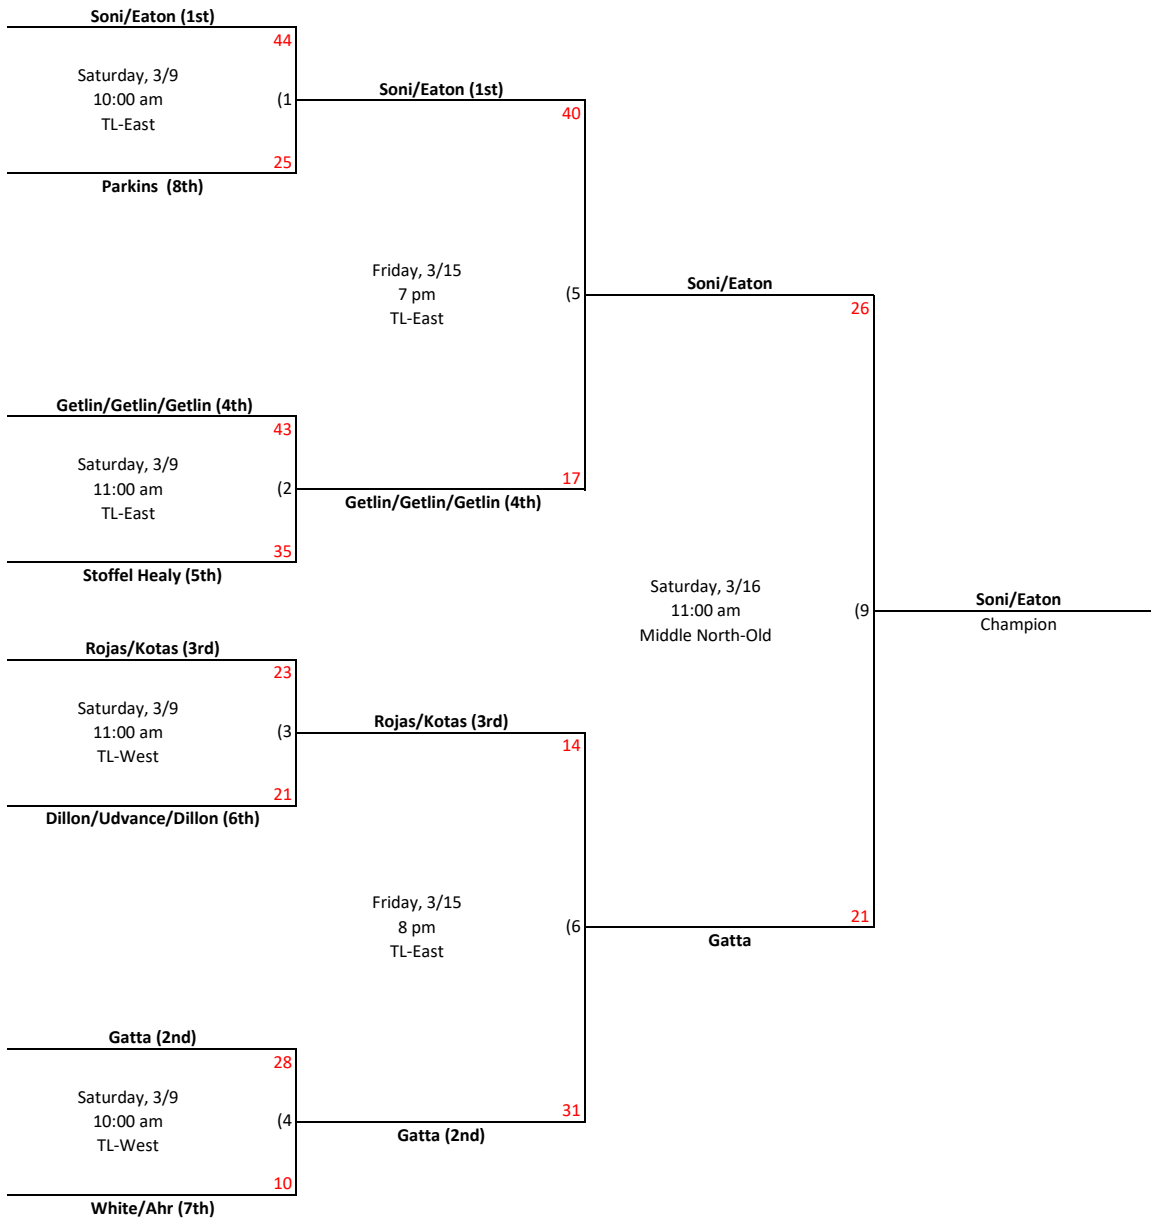 Soni/Eaton (1st)
44
Saturday, 3/9
10:00 am
(1
TL-East
25
Parkins  (8th)
Soni/Eaton (1st)
40
Friday, 3/15
7 pm
(5
TL-East
Soni/Eaton
26
Getlin/Getlin/Getlin (4th)
43
Saturday, 3/9
11:00 am
(2
TL-East
35
Stoffel Healy (5th)
17
Getlin/Getlin/Getlin (4th)
Saturday, 3/16
11:00 am
(9
Middle North-Old
Soni/Eaton
Champion
Rojas/Kotas (3rd)
23
Saturday, 3/9
11:00 am
(3
TL-West
21
Dillon/Udvance/Dillon (6th)
Rojas/Kotas (3rd)
14
Friday, 3/15
8 pm
(6
TL-East
21
Gatta
Gatta (2nd)
28
Saturday, 3/9
10:00 am
(4
TL-West
10
White/Ahr (7th)
31
Gatta (2nd)